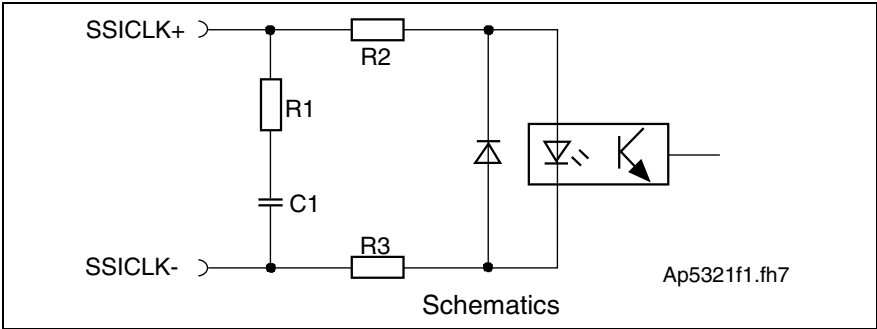 SSICLK+
R2
R1
C1
R3
SSICLK-
Ap5321f1.fh7
Schematics